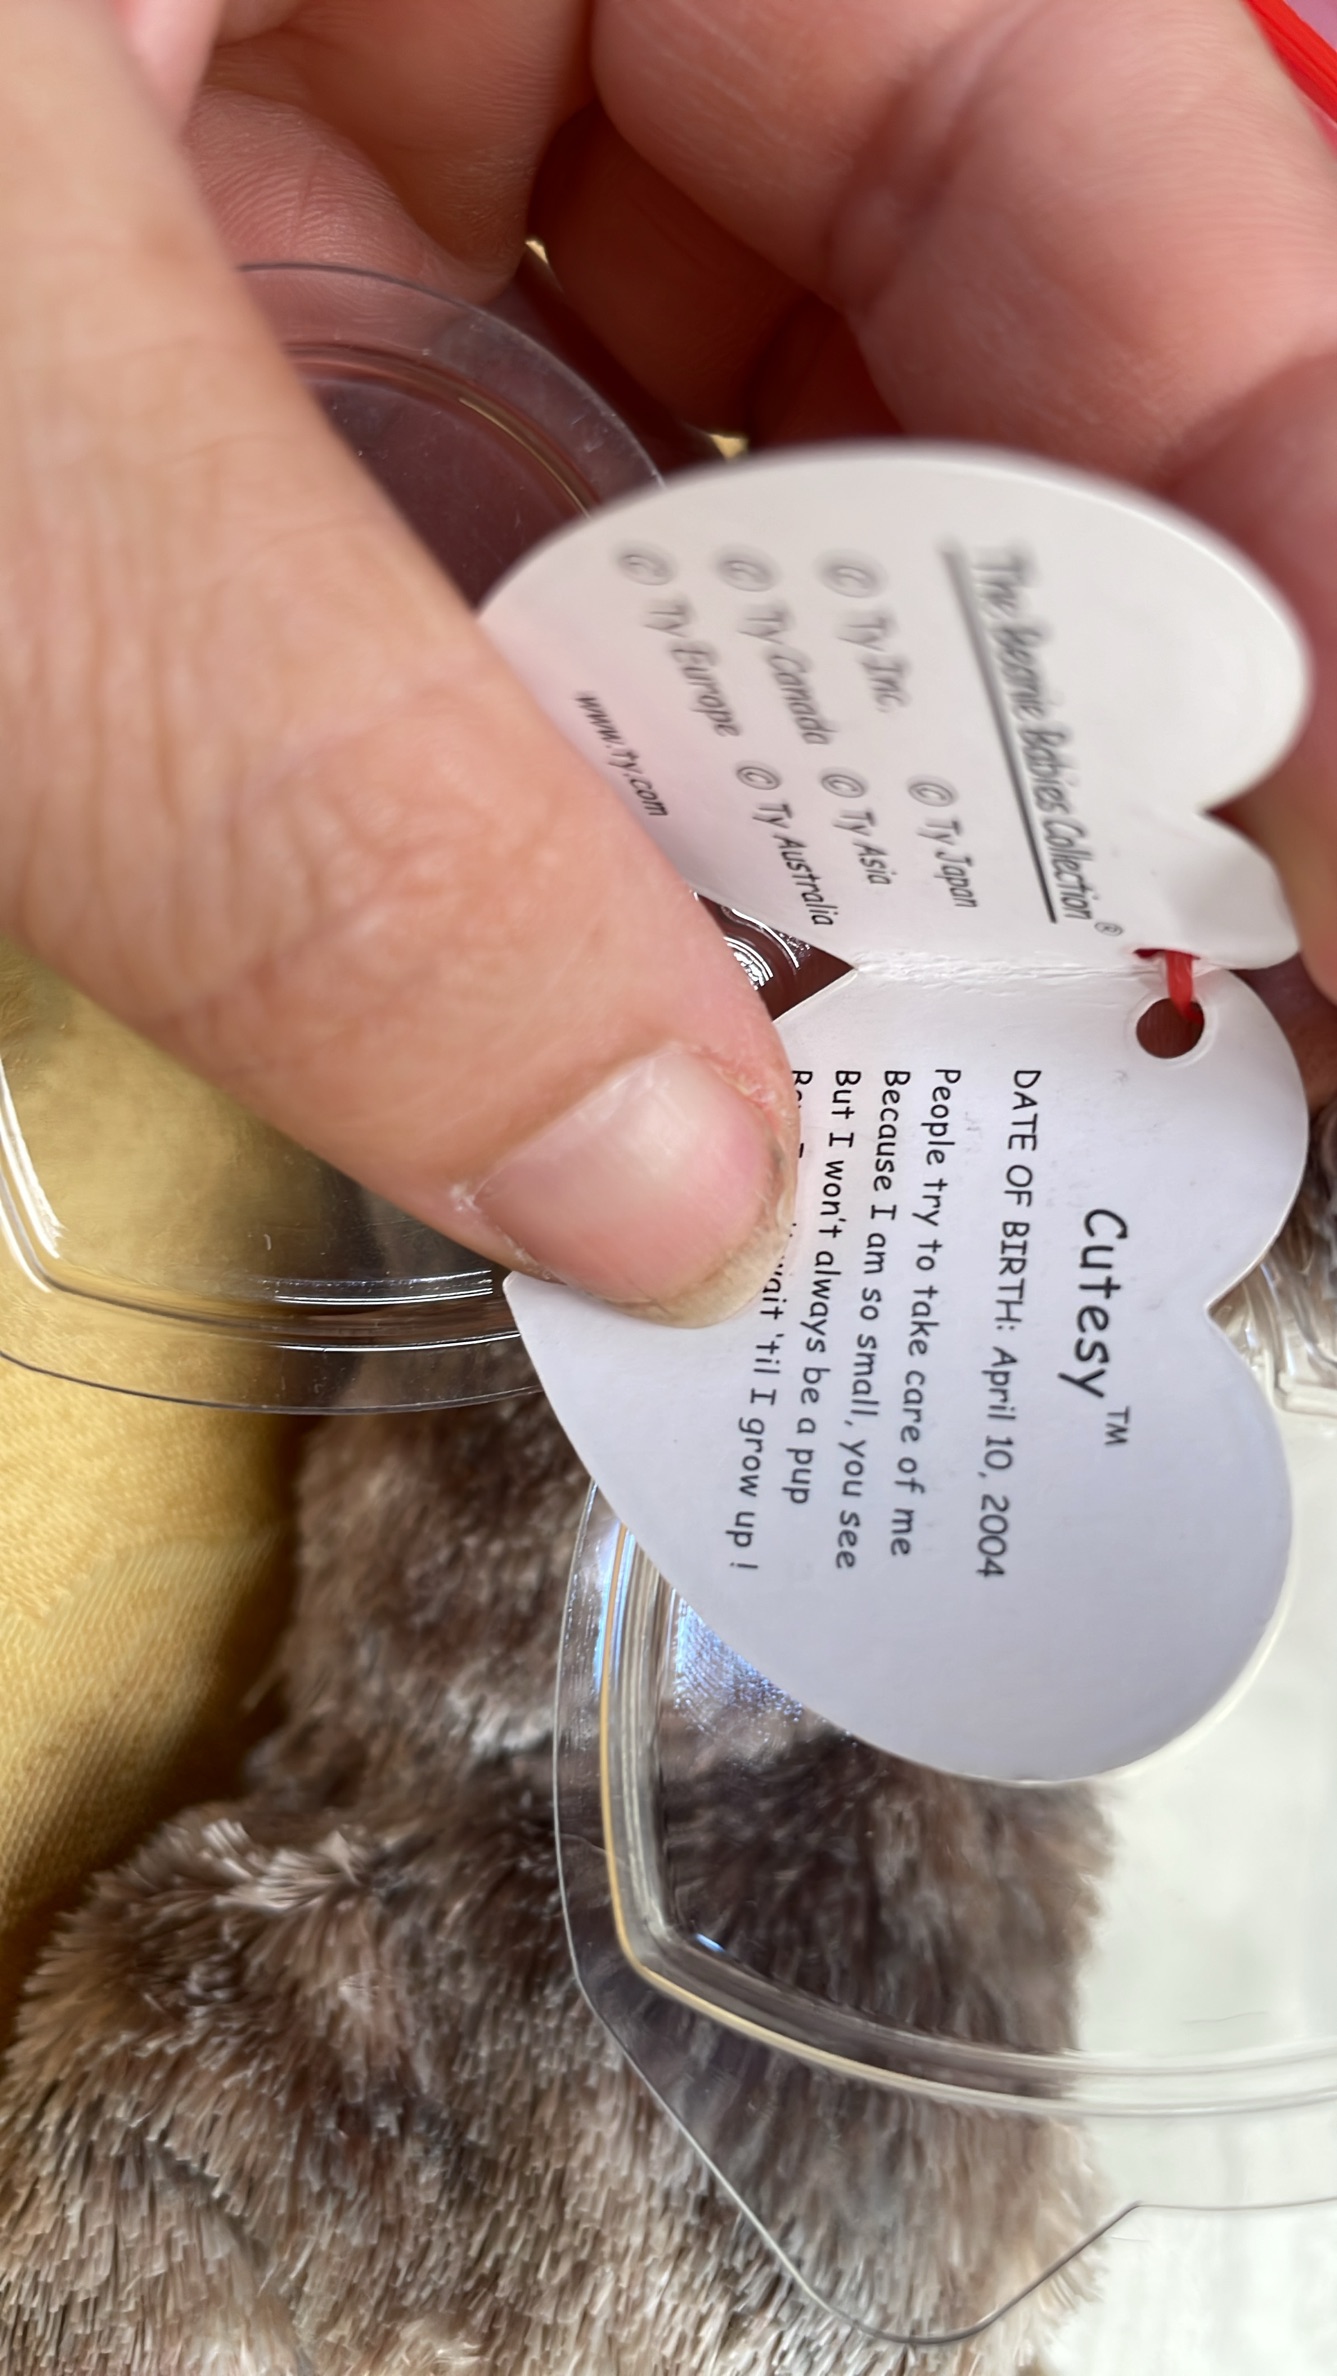 The Beanie Babies Collection®
© Ty Inc. © Ty Japan
© Ty Canada © Ty Asia
© Ty Europe © Ty Australia
www.ty.com
Cutesy™
DATE OF BIRTH: April 10, 2004
People try to take care of me
Because I am so small, you see
But I won't always be a pup
wait 'til I grow up !